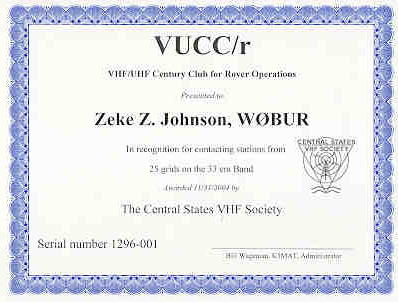 VUCC/r
VHF/UHF Century Club for Rover Operations
Presented to
Zeke Z. Johnson, WØBUR
In recognition for contacting stations from
25 grids on the 33 cm Band
CENTRAL STATES
VHF SOCIETY
Awarded 11/31/2004 by
The Central States VHF Society
Serial number 1296-001
Bill Wageman, K5MAT, Administrator